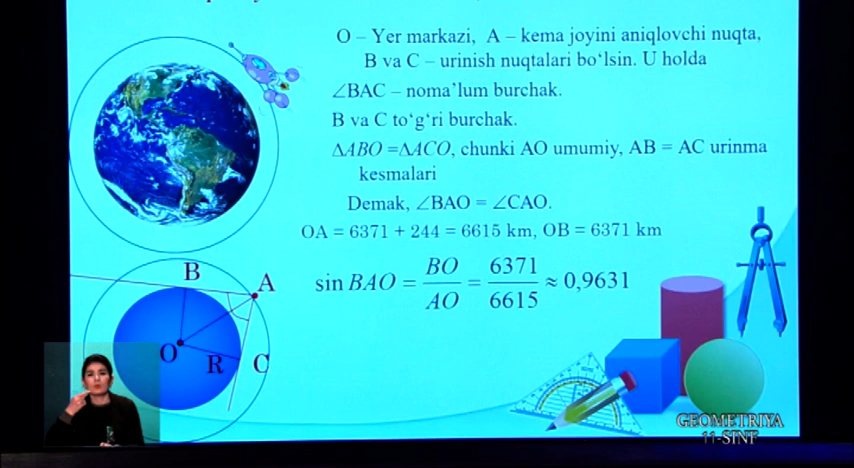 O – Yer markazi, A – kema joyini aniqlovchi nuqta,
B va C – urinish nuqtalari bo‘lsin. U holda
∠BAC – noma’lum burchak.
B va C to‘g‘ri burchak.
∆ABO =∆ACO, chunki AO umumiy, AB = AC urinma
kesmalari
Demak, ∠BAO = ∠CAO.
OA = 6371 + 244 = 6615 km, OB = 6371 km
sin BAO = BO/AO = 6371/6615 ≈ 0,9631
B
A
O
R
C
GEOMETRIYA
11-SINF